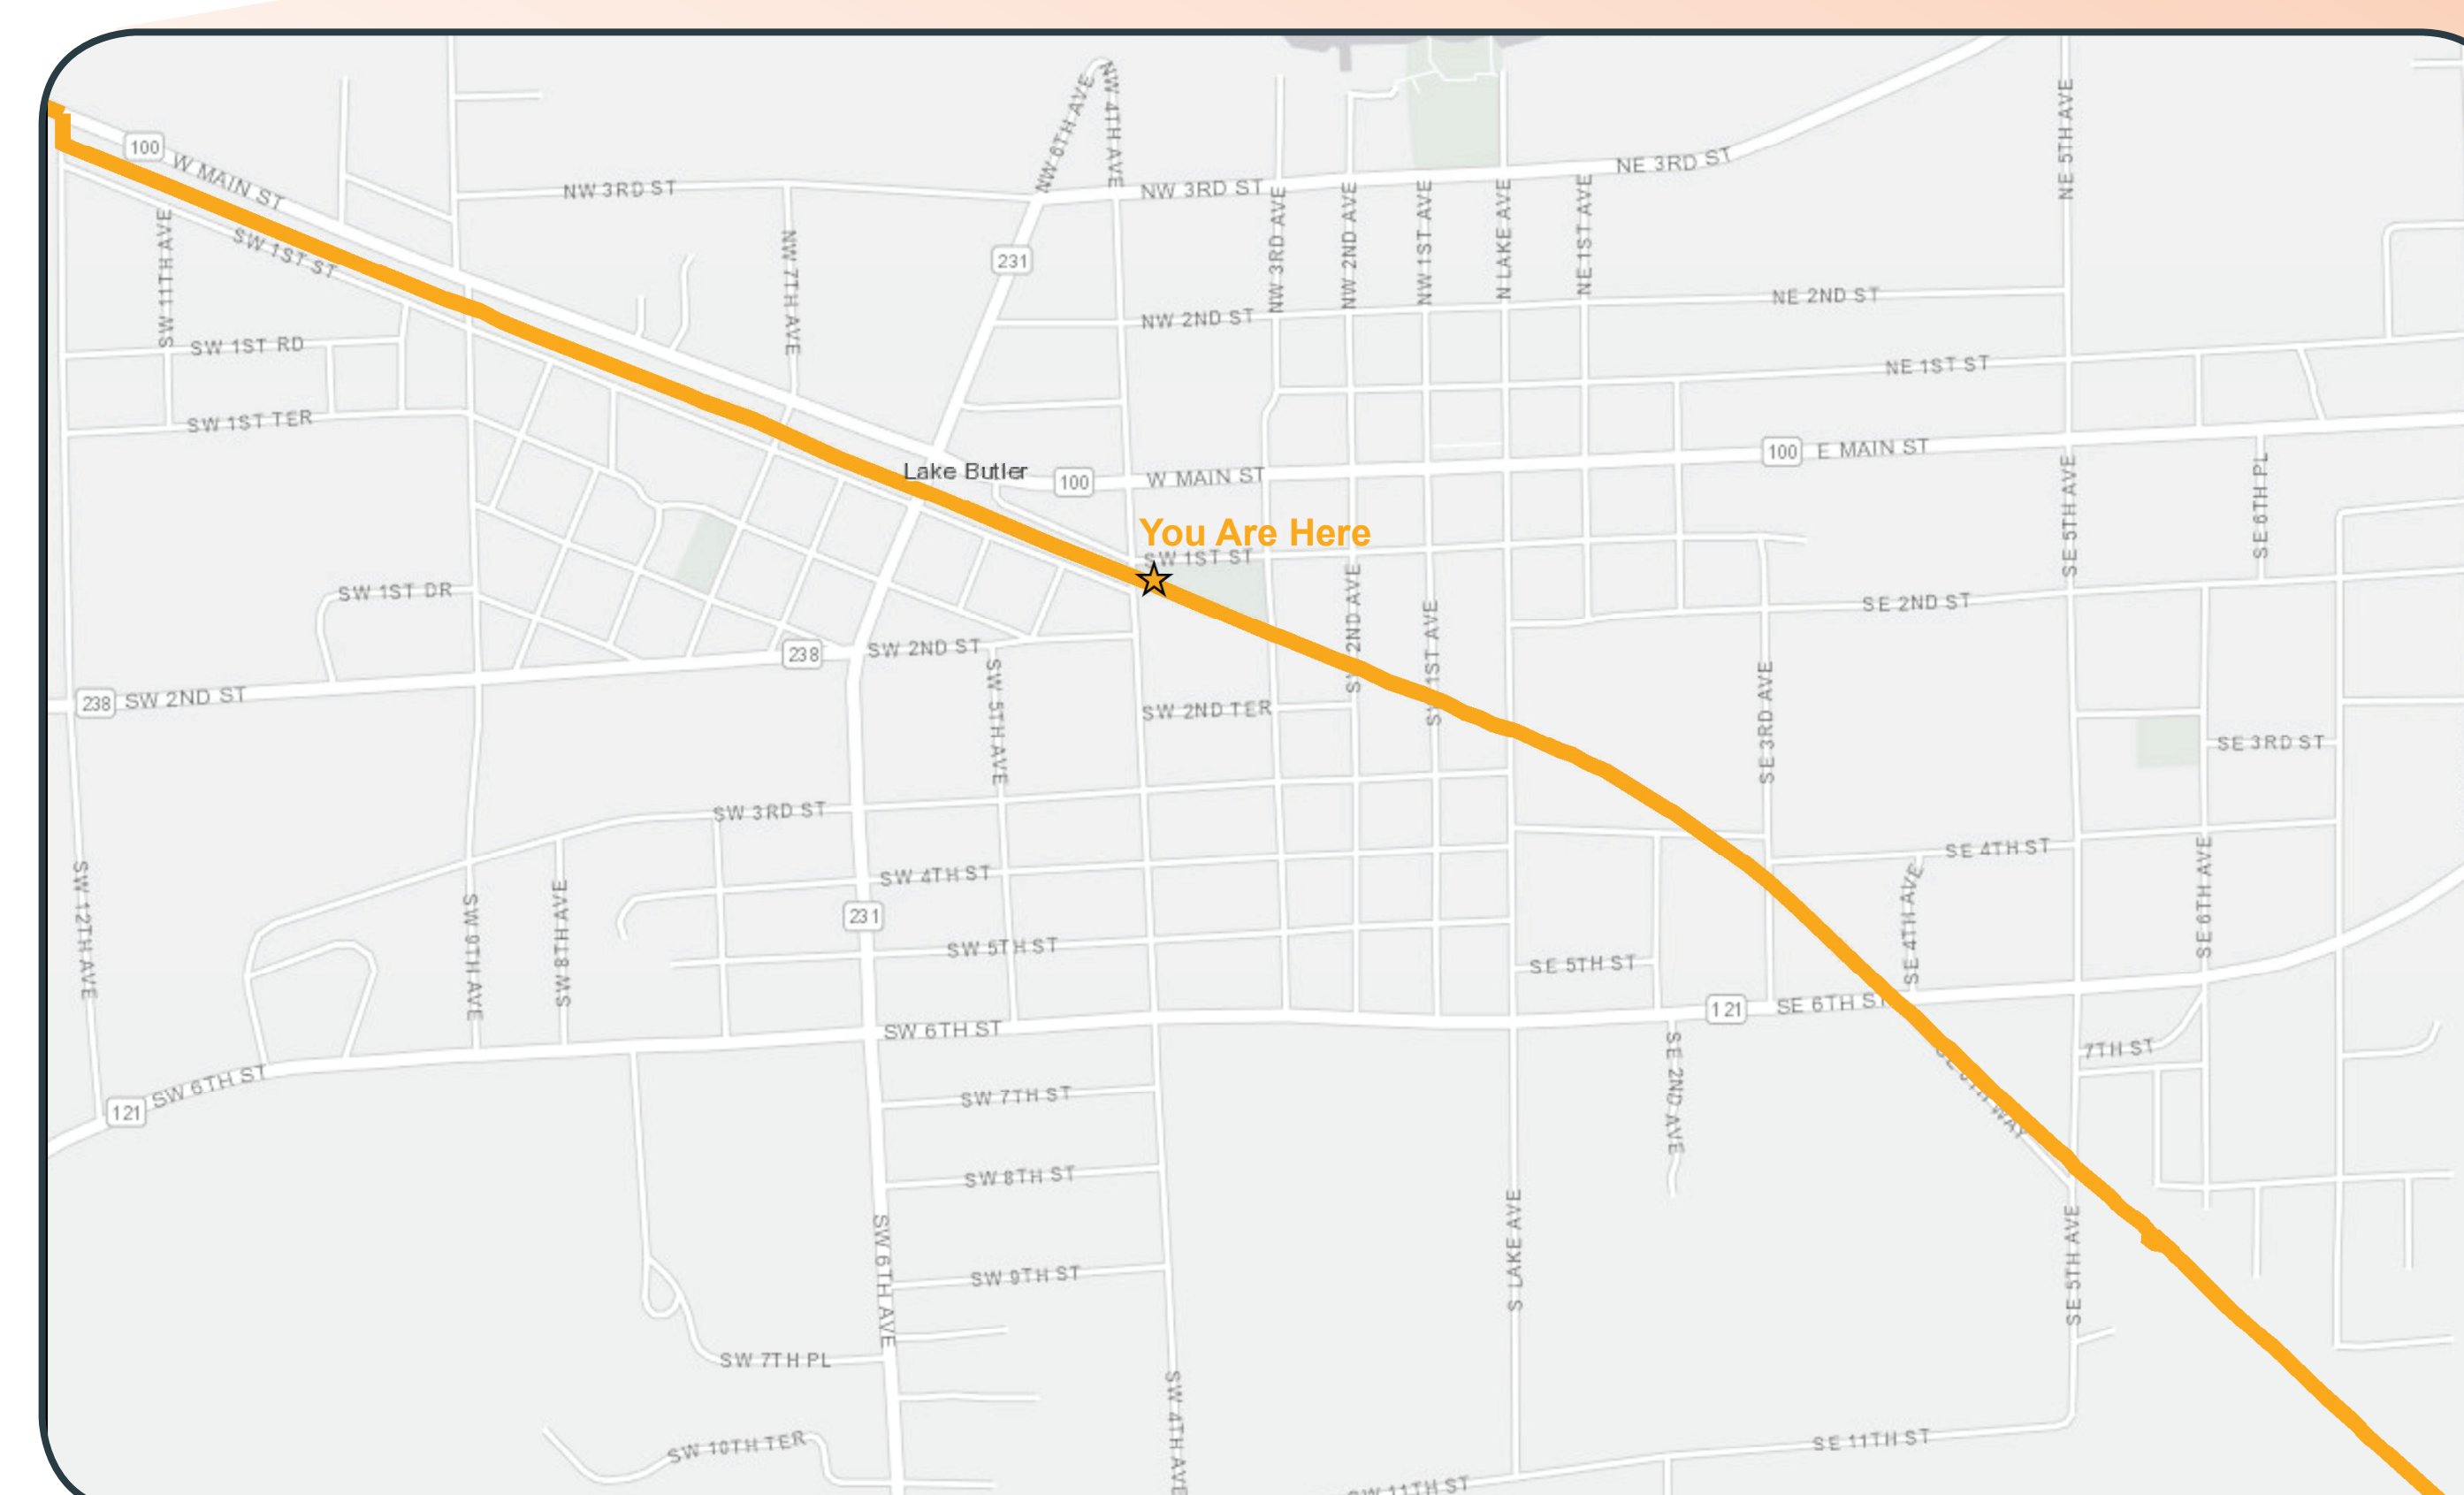 NW 6TH AVE
NW 4TH AVE
NE 5TH AVE
100
W MAIN ST
NW 3RD ST
NW 3RD ST
NE 3RD ST
SW 11TH AVE
SW 1ST ST
NW 7TH AVE
231
NW 3RD AVE
NW 2ND AVE
NW 1ST AVE
N LAKE AVE
NE 1ST AVE
NW 2ND ST
NE 2ND ST
SW 1ST RD
NE 1ST ST
SW 1ST TER
Lake Butler
100
W MAIN ST
100
E MAIN ST
SE 5TH AVE
SE 6TH PL
You Are Here
SW 1ST ST
SW 1ST DR
SE 2ND ST
238
SW 2ND ST
SW 2ND AVE
SW 1ST AVE
238
SW 2ND ST
SW 5TH AVE
SW 2ND TER
SE 3RD AVE
SE 3RD ST
SW 3RD ST
SE 4TH ST
SW 12TH AVE
SW 9TH AVE
SW 8TH AVE
SW 4TH ST
231
SE 4TH AVE
SE 6TH AVE
SW 5TH ST
SE 5TH ST
121
SE 6TH ST
SW 6TH ST
SE 2ND AVE
7TH ST
121
SW 6TH ST
SW 7TH ST
WAY
SW 8TH ST
SW 6TH AVE
S LAKE AVE
SE 5TH AVE
SW 9TH ST
SW 7TH PL
SW 4TH AVE
SW 10TH TER
SE 11TH ST
SW 11TH ST